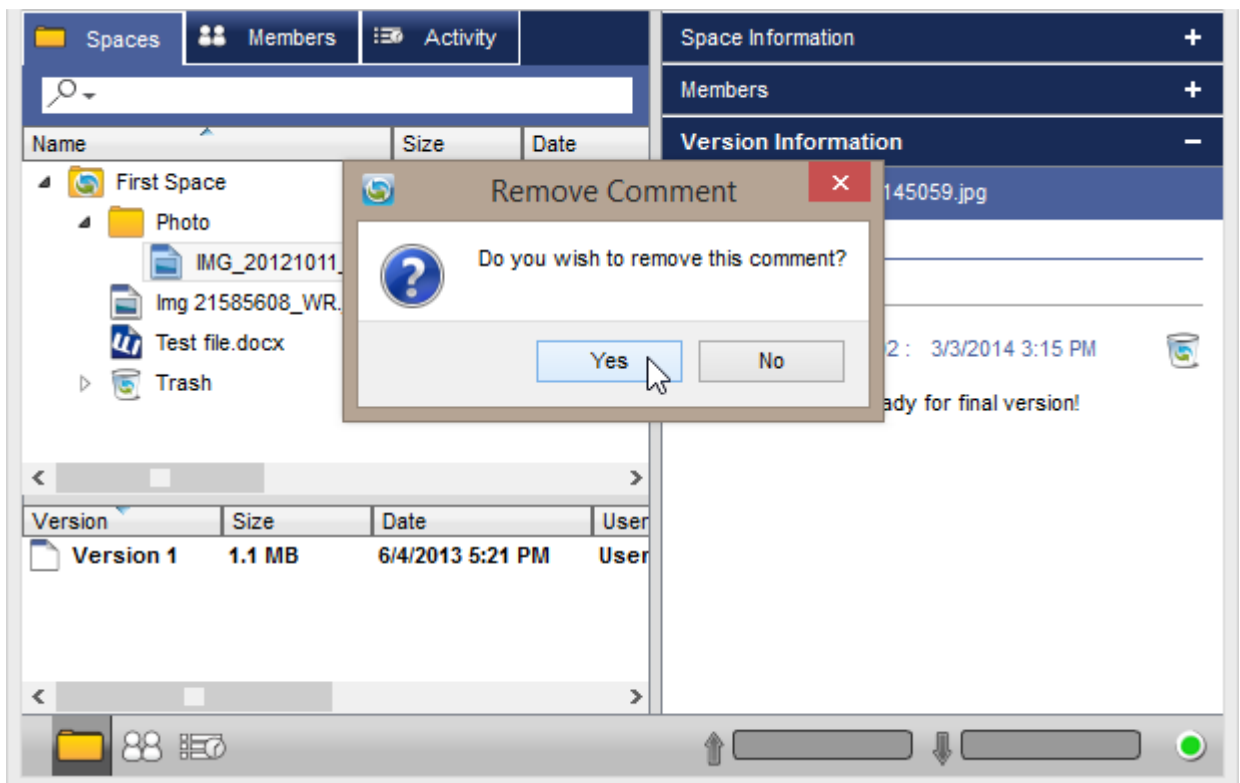 Spaces
Members
Activity
Name
Size
Date
First Space
Photo
IMG_20121011_
Img 21585608_WR.
Test file.docx
Trash
Version
Size
Date
User
Version 1
1.1 MB
6/4/2013 5:21 PM
User
Space Information
Members
Version Information
145059.jpg
2 : 3/3/2014 3:15 PM
ady for final version!
Remove Comment
Do you wish to remove this comment?
Yes
No